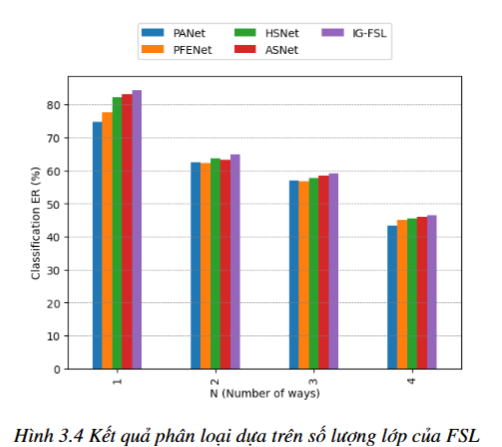 PANet HSNet IG-FSL
PFENet ASNet
Classification ER (%)
80
70
60
50
40
30
20
10
0
1 2 3 4
N (Number of ways)
Hình 3.4 Kết quả phân loại dựa trên số lượng lớp của FSL